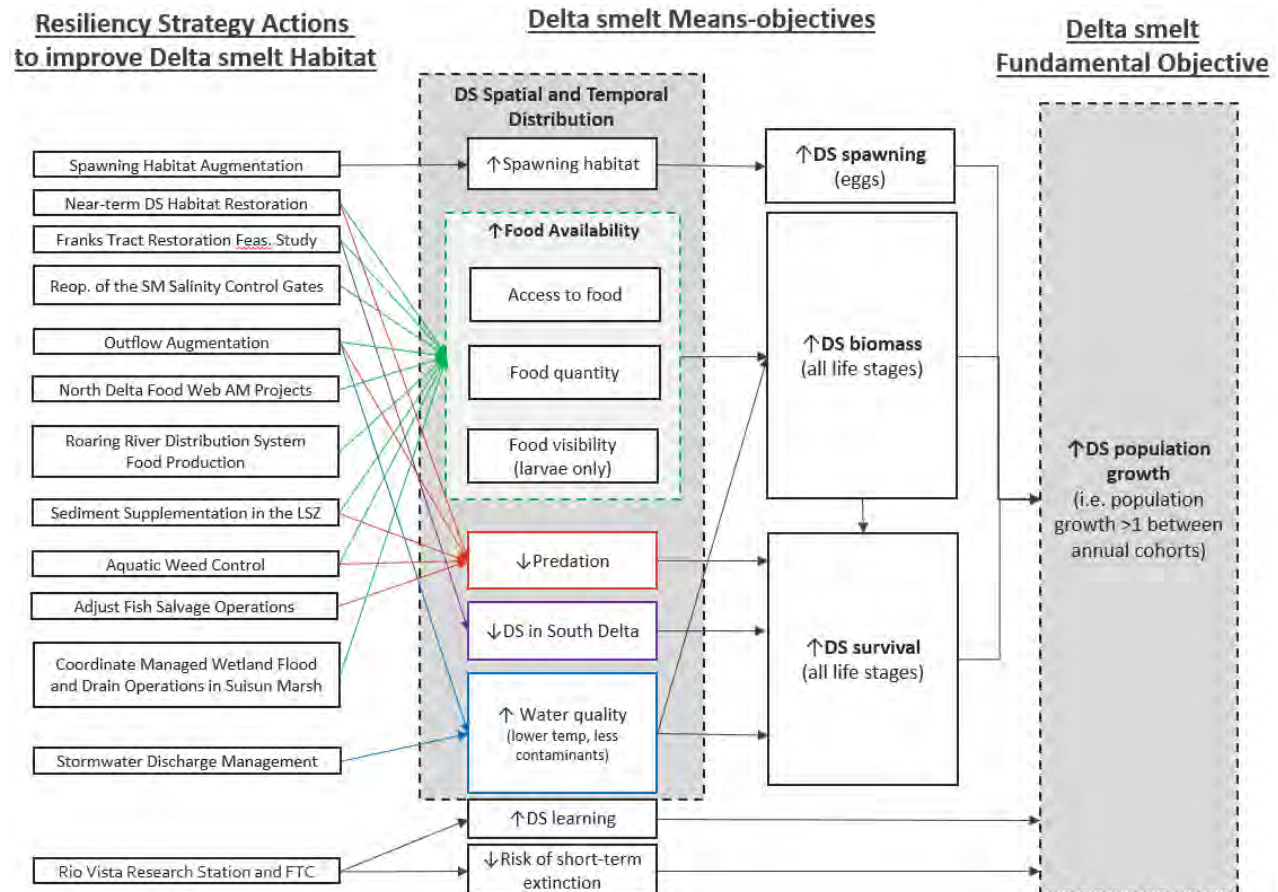 Resiliency Strategy Actions
to improve Delta smelt Habitat
Delta smelt Means-objectives
Delta smelt
Fundamental Objective
Spawning Habitat Augmentation
Near-term DS Habitat Restoration
Franks Tract Restoration Feas. Study
Reop. of the SM Salinity Control Gates
Outflow Augmentation
North Delta Food Web AM Projects
Roaring River Distribution System
Food Production
Sediment Supplementation in the LSZ
Aquatic Weed Control
Adjust Fish Salvage Operations
Coordinate Managed Wetland Flood
and Drain Operations in Suisun Marsh
Stormwater Discharge Management
Rio Vista Research Station and FTC
DS Spatial and Temporal
Distribution
↑Spawning habitat
↑Food Availability
Access to food
Food quantity
Food visibility
(larvae only)
↓Predation
↓DS in South Delta
↑ Water quality
(lower temp, less
contaminants)
↑DS learning
↓Risk of short-term
extinction
↑DS spawning
(eggs)
↑DS biomass
(all life stages)
↑DS survival
(all life stages)
↑DS population
growth
(i.e. population
growth >1 between
annual cohorts)